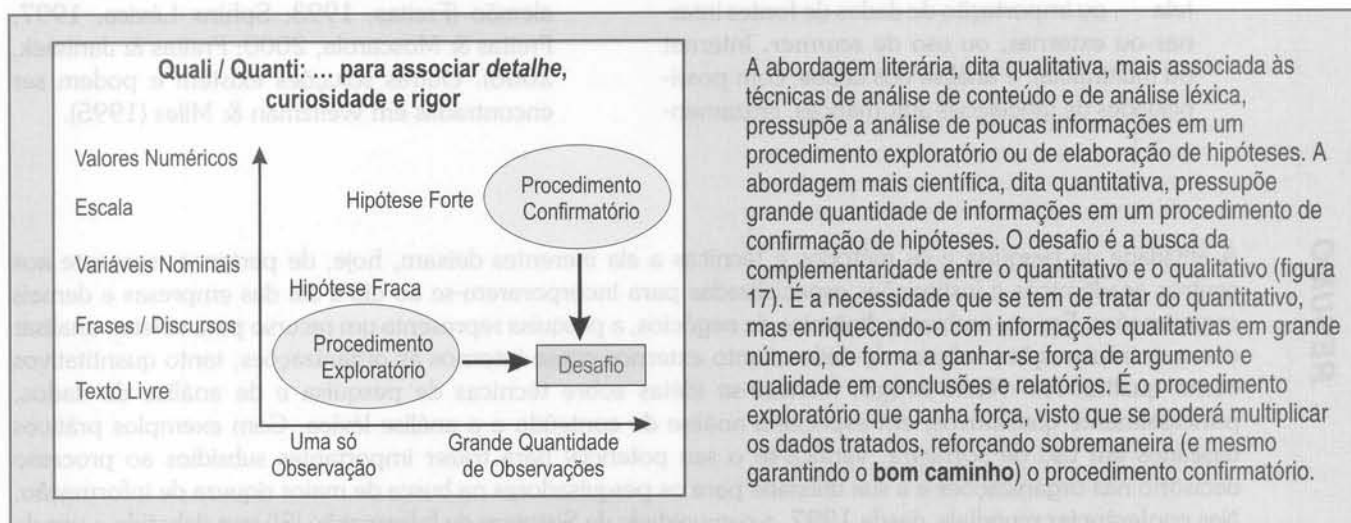 Quali / Quanti: … para associar detalhe,
curiosidade e rigor
Valores Numéricos
Escala
Variáveis Nominais
Frases / Discursos
Texto Livre
Hipótese Forte
Procedimento
Confirmatório
Hipótese Fraca
Procedimento
Exploratório
Desafio
Uma só
Observação
Grande Quantidade
de Observações
A abordagem literária, dita qualitativa, mais associada às
técnicas de análise de conteúdo e de análise léxica,
pressupõe a análise de poucas informações em um
procedimento exploratório ou de elaboração de hipóteses. A
abordagem mais científica, dita quantitativa, pressupõe
grande quantidade de informações em um procedimento de
confirmação de hipóteses. O desafio é a busca da
complementaridade entre o quantitativo e o qualitativo (figura
17). É a necessidade que se tem de tratar do quantitativo,
mas enriquecendo-o com informações qualitativas em grande
número, de forma a ganhar-se força de argumento e
qualidade em conclusões e relatórios. É o procedimento
exploratório que ganha força, visto que se poderá multiplicar
os dados tratados, reforçando sobremaneira (e mesmo
garantindo o bom caminho) o procedimento confirmatório.